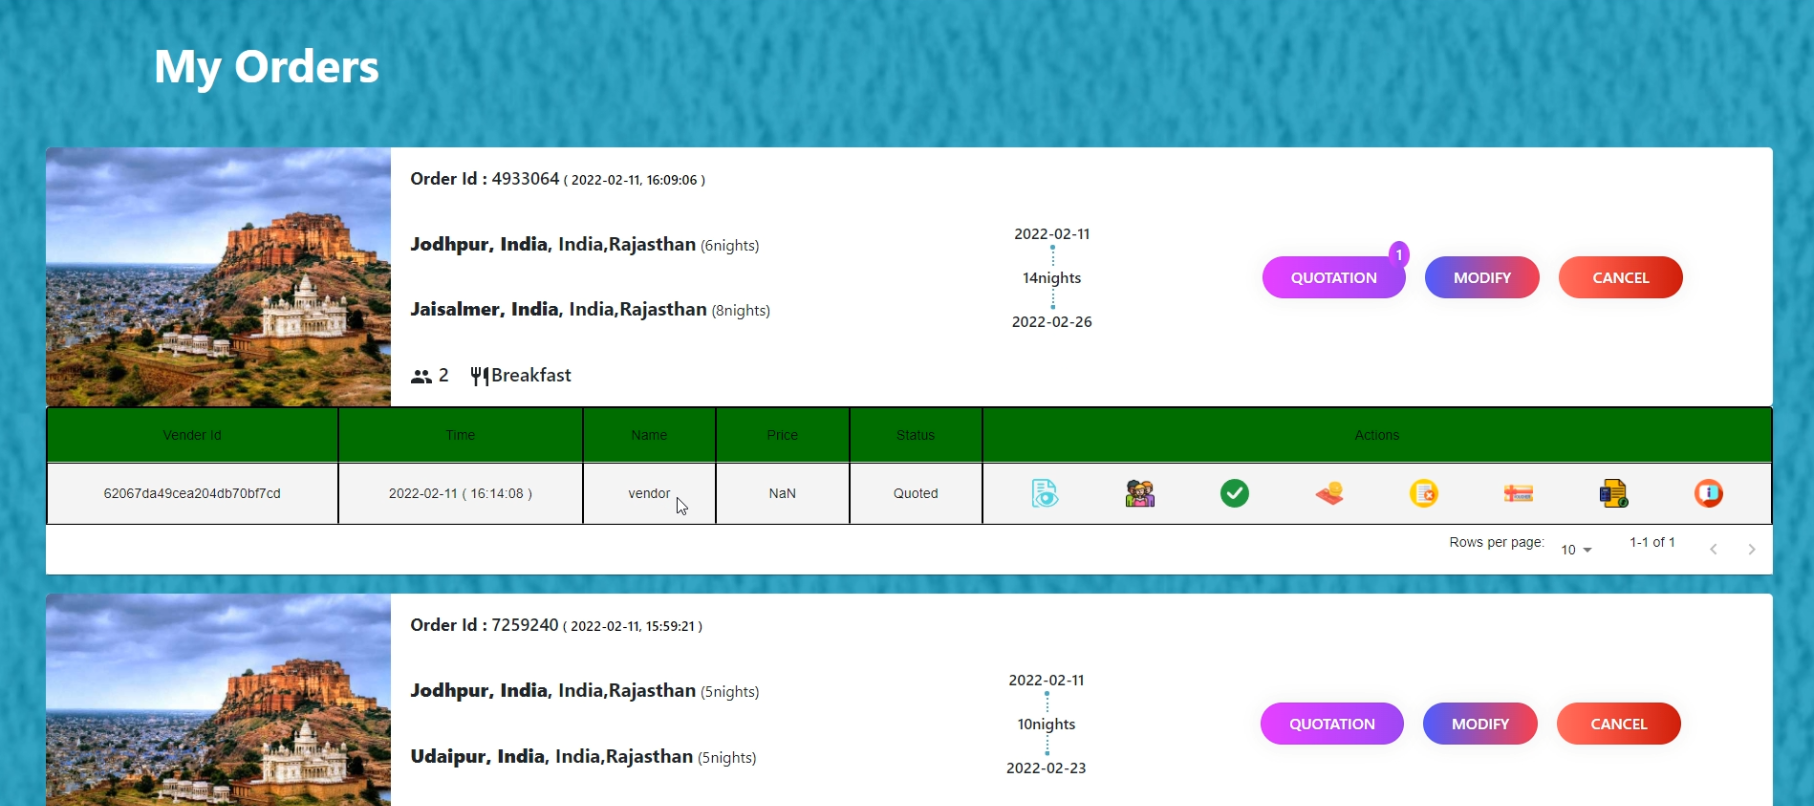 My Orders
Order Id : 4933064 ( 2022-02-11, 16:09:06 )
Jodhpur, India, India,Rajasthan (6nights)
Jaisalmer, India, India,Rajasthan (8nights)
2 Breakfast
2022-02-11
14nights
2022-02-26
QUOTATION 1 MODIFY CANCEL
Vender Id Time Name Price Status Actions
62067da49cea204db70bf7cd 2022-02-11 ( 16:14:08 ) vendor NaN Quoted
Rows per page: 10 1-1 of 1
Order Id : 7259240 ( 2022-02-11, 15:59:21 )
Jodhpur, India, India,Rajasthan (5nights)
Udaipur, India, India,Rajasthan (5nights)
2022-02-11
10nights
2022-02-23
QUOTATION MODIFY CANCEL